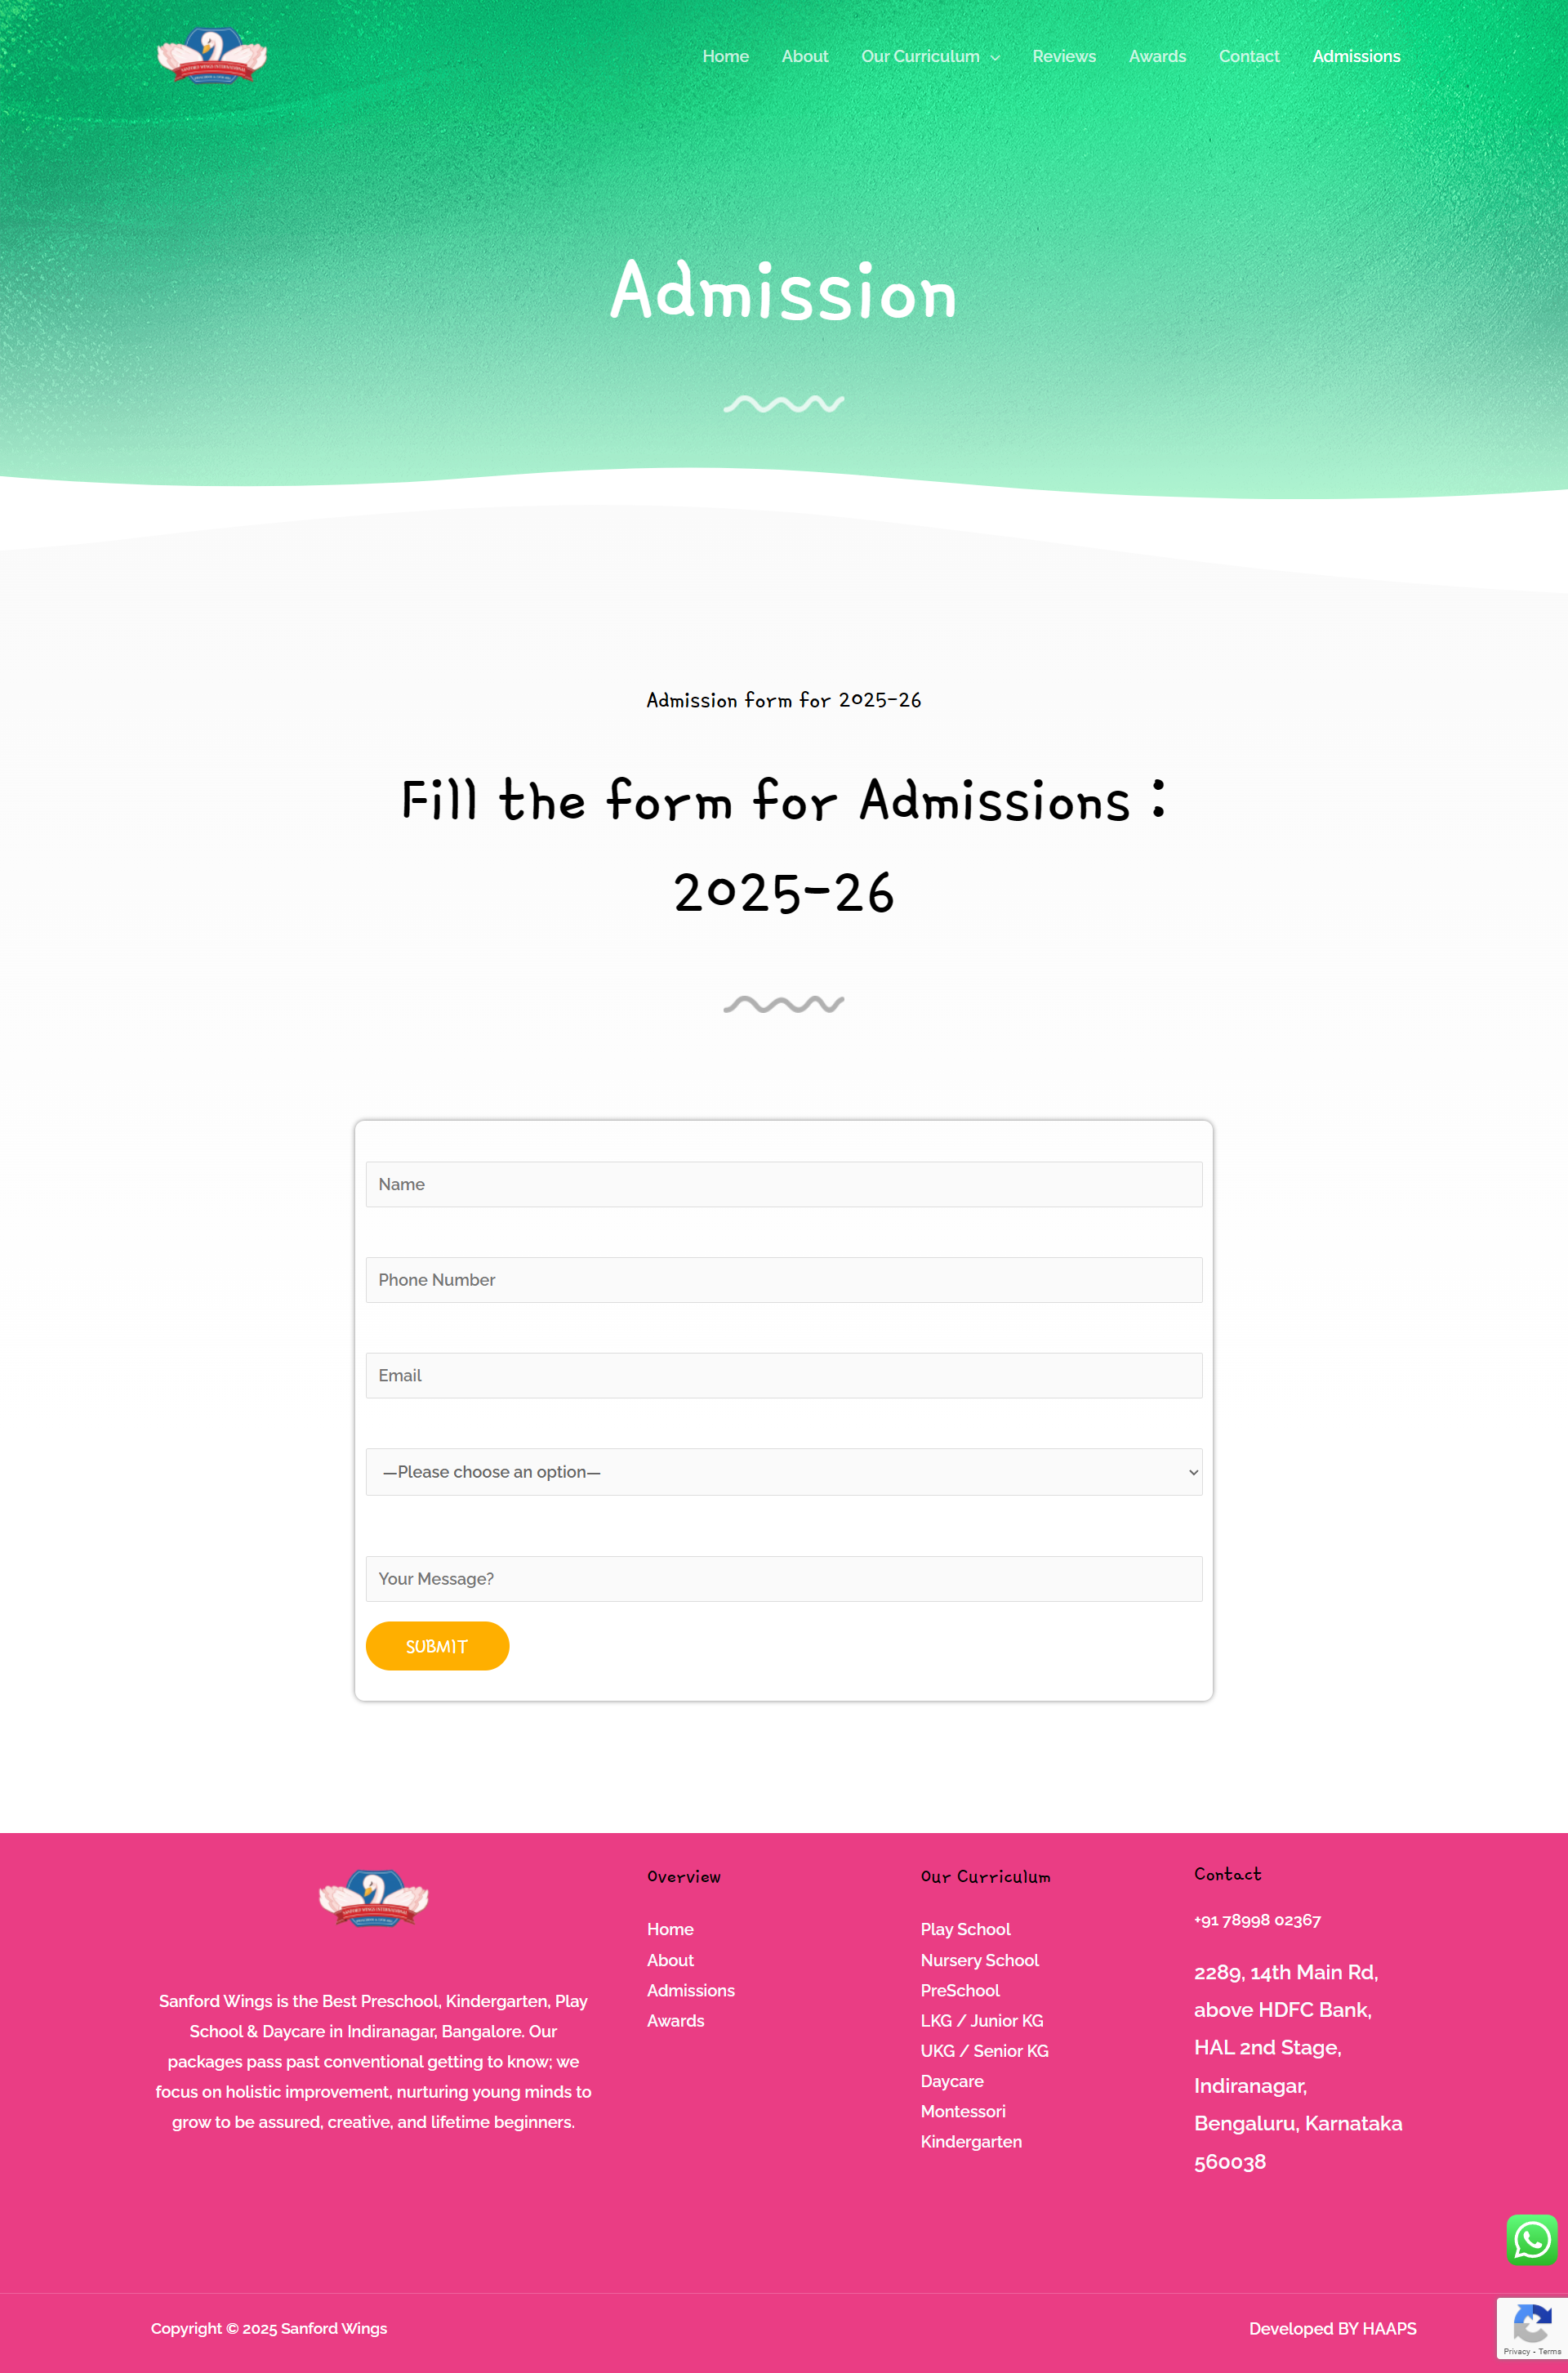 Home
About
Our Curriculum
Reviews
Awards
Contact
Admissions
Admission
Admission form for 2025-26
Fill the form for Admissions :
2025-26
Name
Phone Number
Email
—Please choose an option—
Your Message?
SUBMIT
SANFORD WINGS INTERNATIONAL
Sanford Wings is the Best Preschool, Kindergarten, Play
School & Daycare in Indiranagar, Bangalore. Our
packages pass past conventional getting to know; we
focus on holistic improvement, nurturing young minds to
grow to be assured, creative, and lifetime beginners.
Overview
Home
About
Admissions
Awards
Our Curriculum
Play School
Nursery School
PreSchool
LKG / Junior KG
UKG / Senior KG
Daycare
Montessori
Kindergarten
Contact
+91 78998 02367
2289, 14th Main Rd,
above HDFC Bank,
HAL 2nd Stage,
Indiranagar,
Bengaluru, Karnataka
560038
Copyright © 2025 Sanford Wings
Developed BY HAAPS
Privacy - Terms